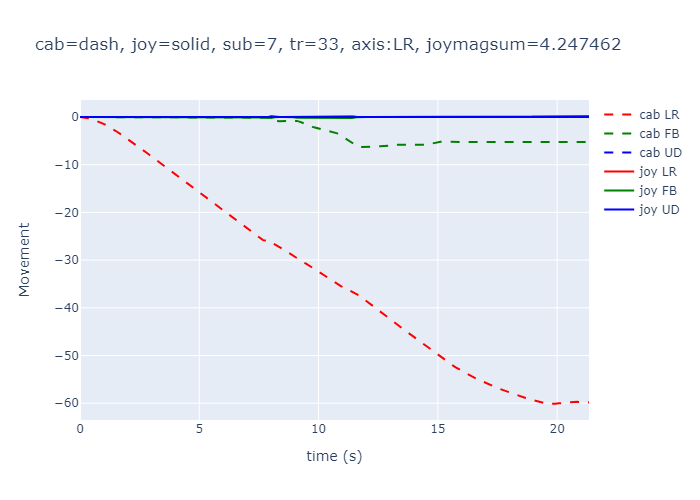 cab=dash, joy=solid, sub=7, tr=33, axis:LR, joymagsum=4.247462
Movement
0
−10
−20
−30
−40
−50
−60
0 5 10 15 20
time (s)
cab LR
cab FB
cab UD
joy LR
joy FB
joy UD